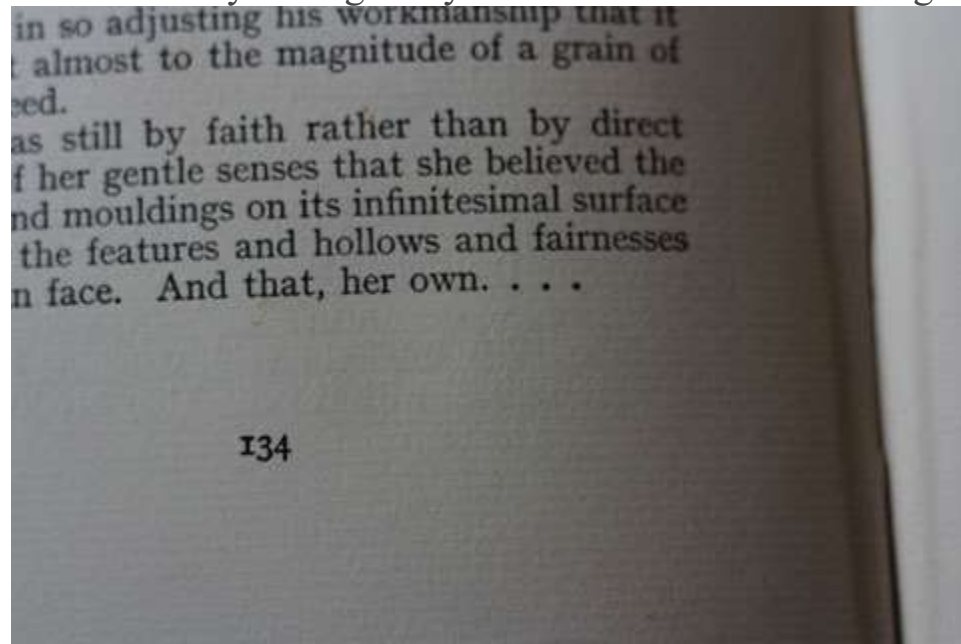 in so adjusting his workmanship that it
almost to the magnitude of a grain of
eed.
as still by faith rather than by direct
f her gentle senses that she believed the
nd mouldings on its infinitesimal surface
the features and hollows and fairnesses
n face. And that, her own. . . .
134